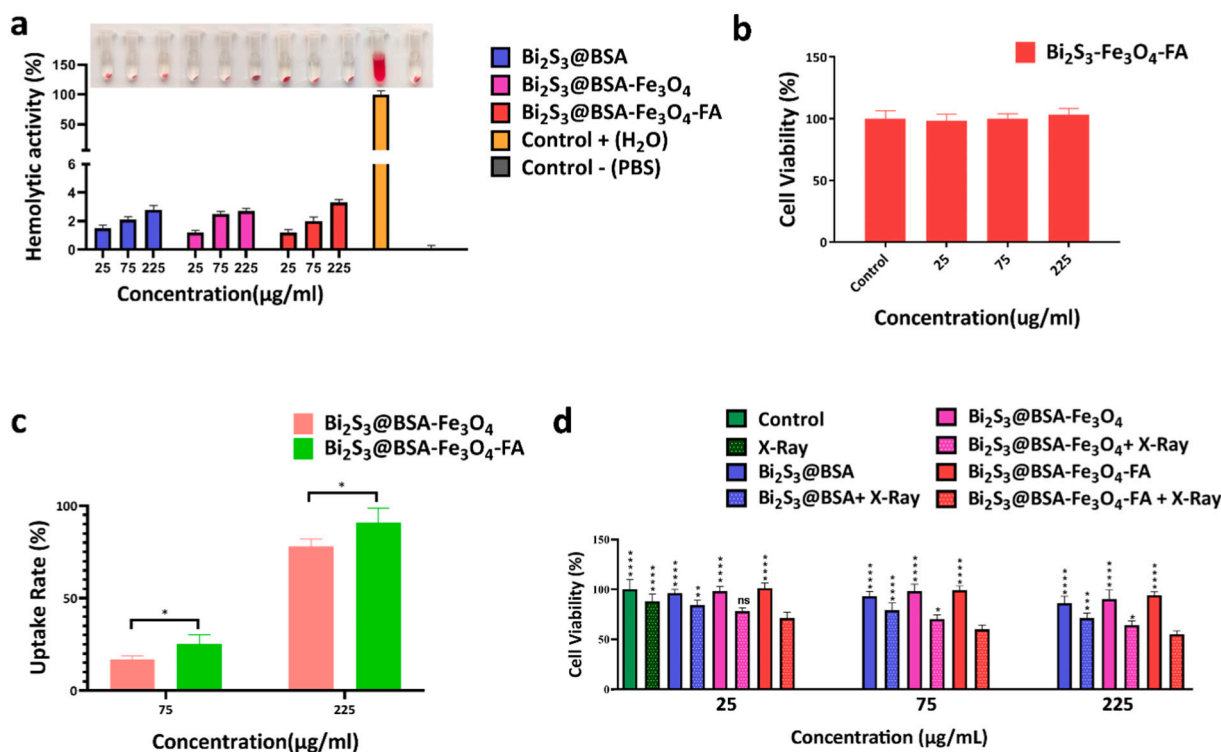 a
Hemolytic activity (%)
150
100
50
6
4
2
0
25 75 225 25 75 225 25 75 225
Concentration(μg/ml)
Bi₂S₃@BSA
Bi₂S₃@BSA-Fe₃O₄
Bi₂S₃@BSA-Fe₃O₄-FA
Control + (H₂O)
Control - (PBS)
b
Bi₂S₃-Fe₃O₄-FA
Cell Viability (%)
150
100
50
0
Control 25 75 225
Concentration(ug/ml)
c
Bi₂S₃@BSA-Fe₃O₄
Bi₂S₃@BSA-Fe₃O₄-FA
Uptake Rate (%)
100
50
0
* *
75 225
Concentration(μg/ml)
d
Control
X-Ray
Bi₂S₃@BSA
Bi₂S₃@BSA+ X-Ray
Bi₂S₃@BSA-Fe₃O₄
Bi₂S₃@BSA-Fe₃O₄+ X-Ray
Bi₂S₃@BSA-Fe₃O₄-FA
Bi₂S₃@BSA-Fe₃O₄-FA + X-Ray
Cell Viability (%)
150
100
50
0
**** **** **** ** **** ns **** **** **** **** * **** **** *** **** * ****
25 75 225
Concentration (μg/mL)